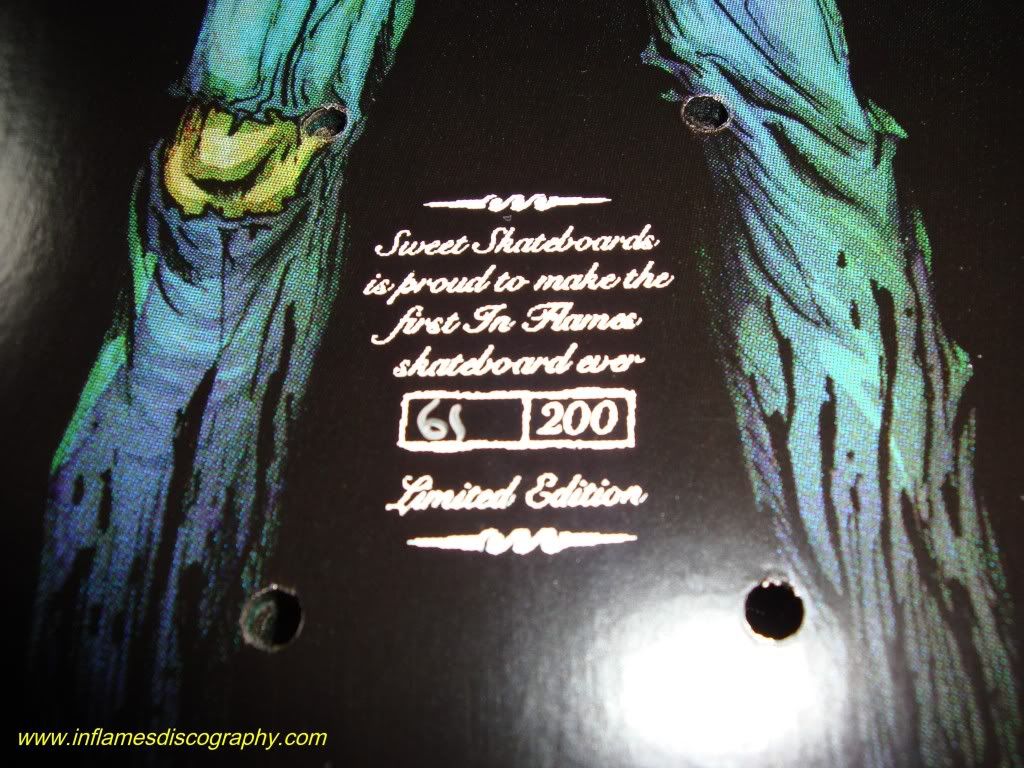 Sweet Skateboards
is proud to make the
first In Flames
skateboard ever
61 200
Limited Edition
www.inflamesdiscography.com